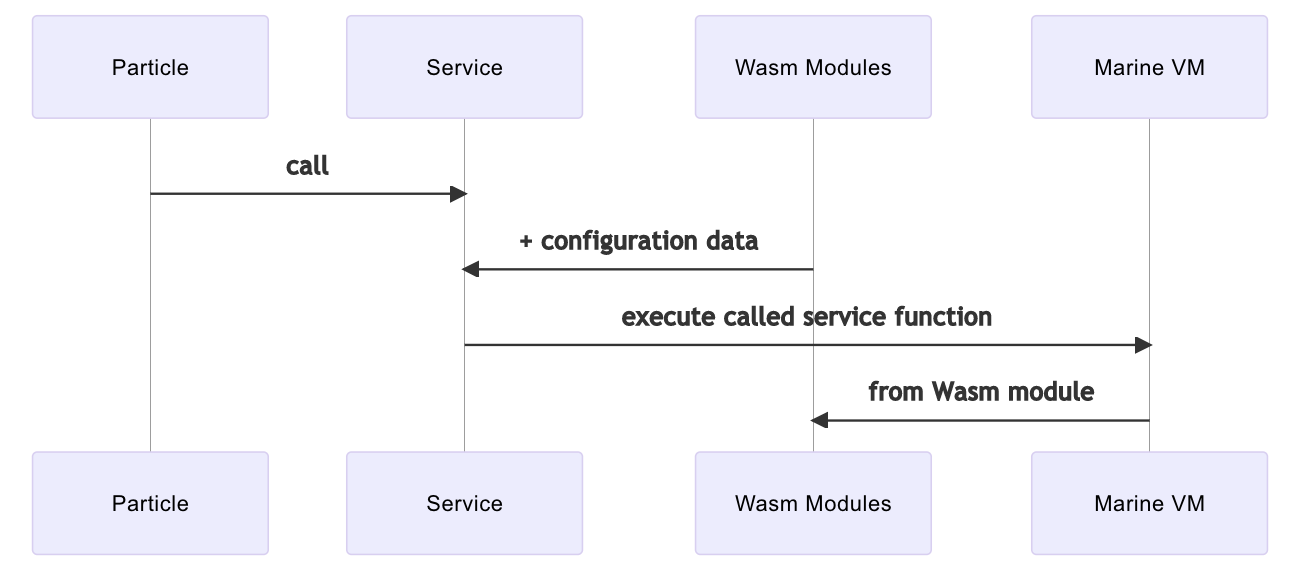 Particle
Service
Wasm Modules
Marine VM
call
+ configuration data
execute called service function
from Wasm module
Particle
Service
Wasm Modules
Marine VM